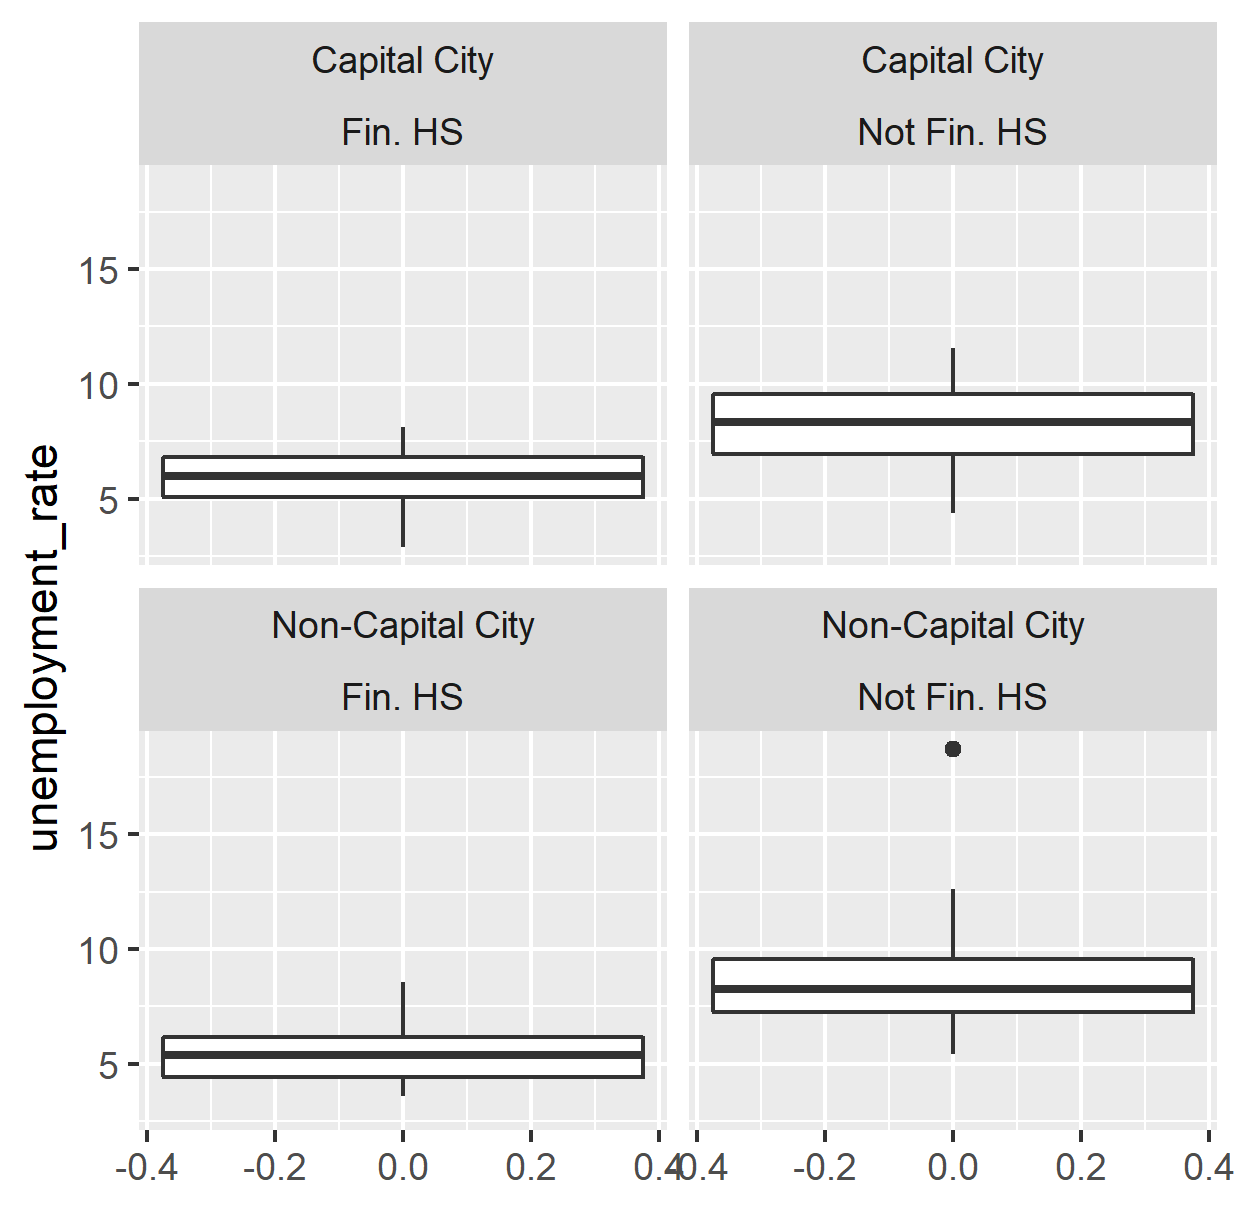 Capital City
Fin. HS
Capital City
Not Fin. HS
15
10
5
unemployment_rate
Non-Capital City
Fin. HS
Non-Capital City
Not Fin. HS
15
10
5
-0.4 -0.2 0.0 0.2 0.4
-0.4 -0.2 0.0 0.2 0.4